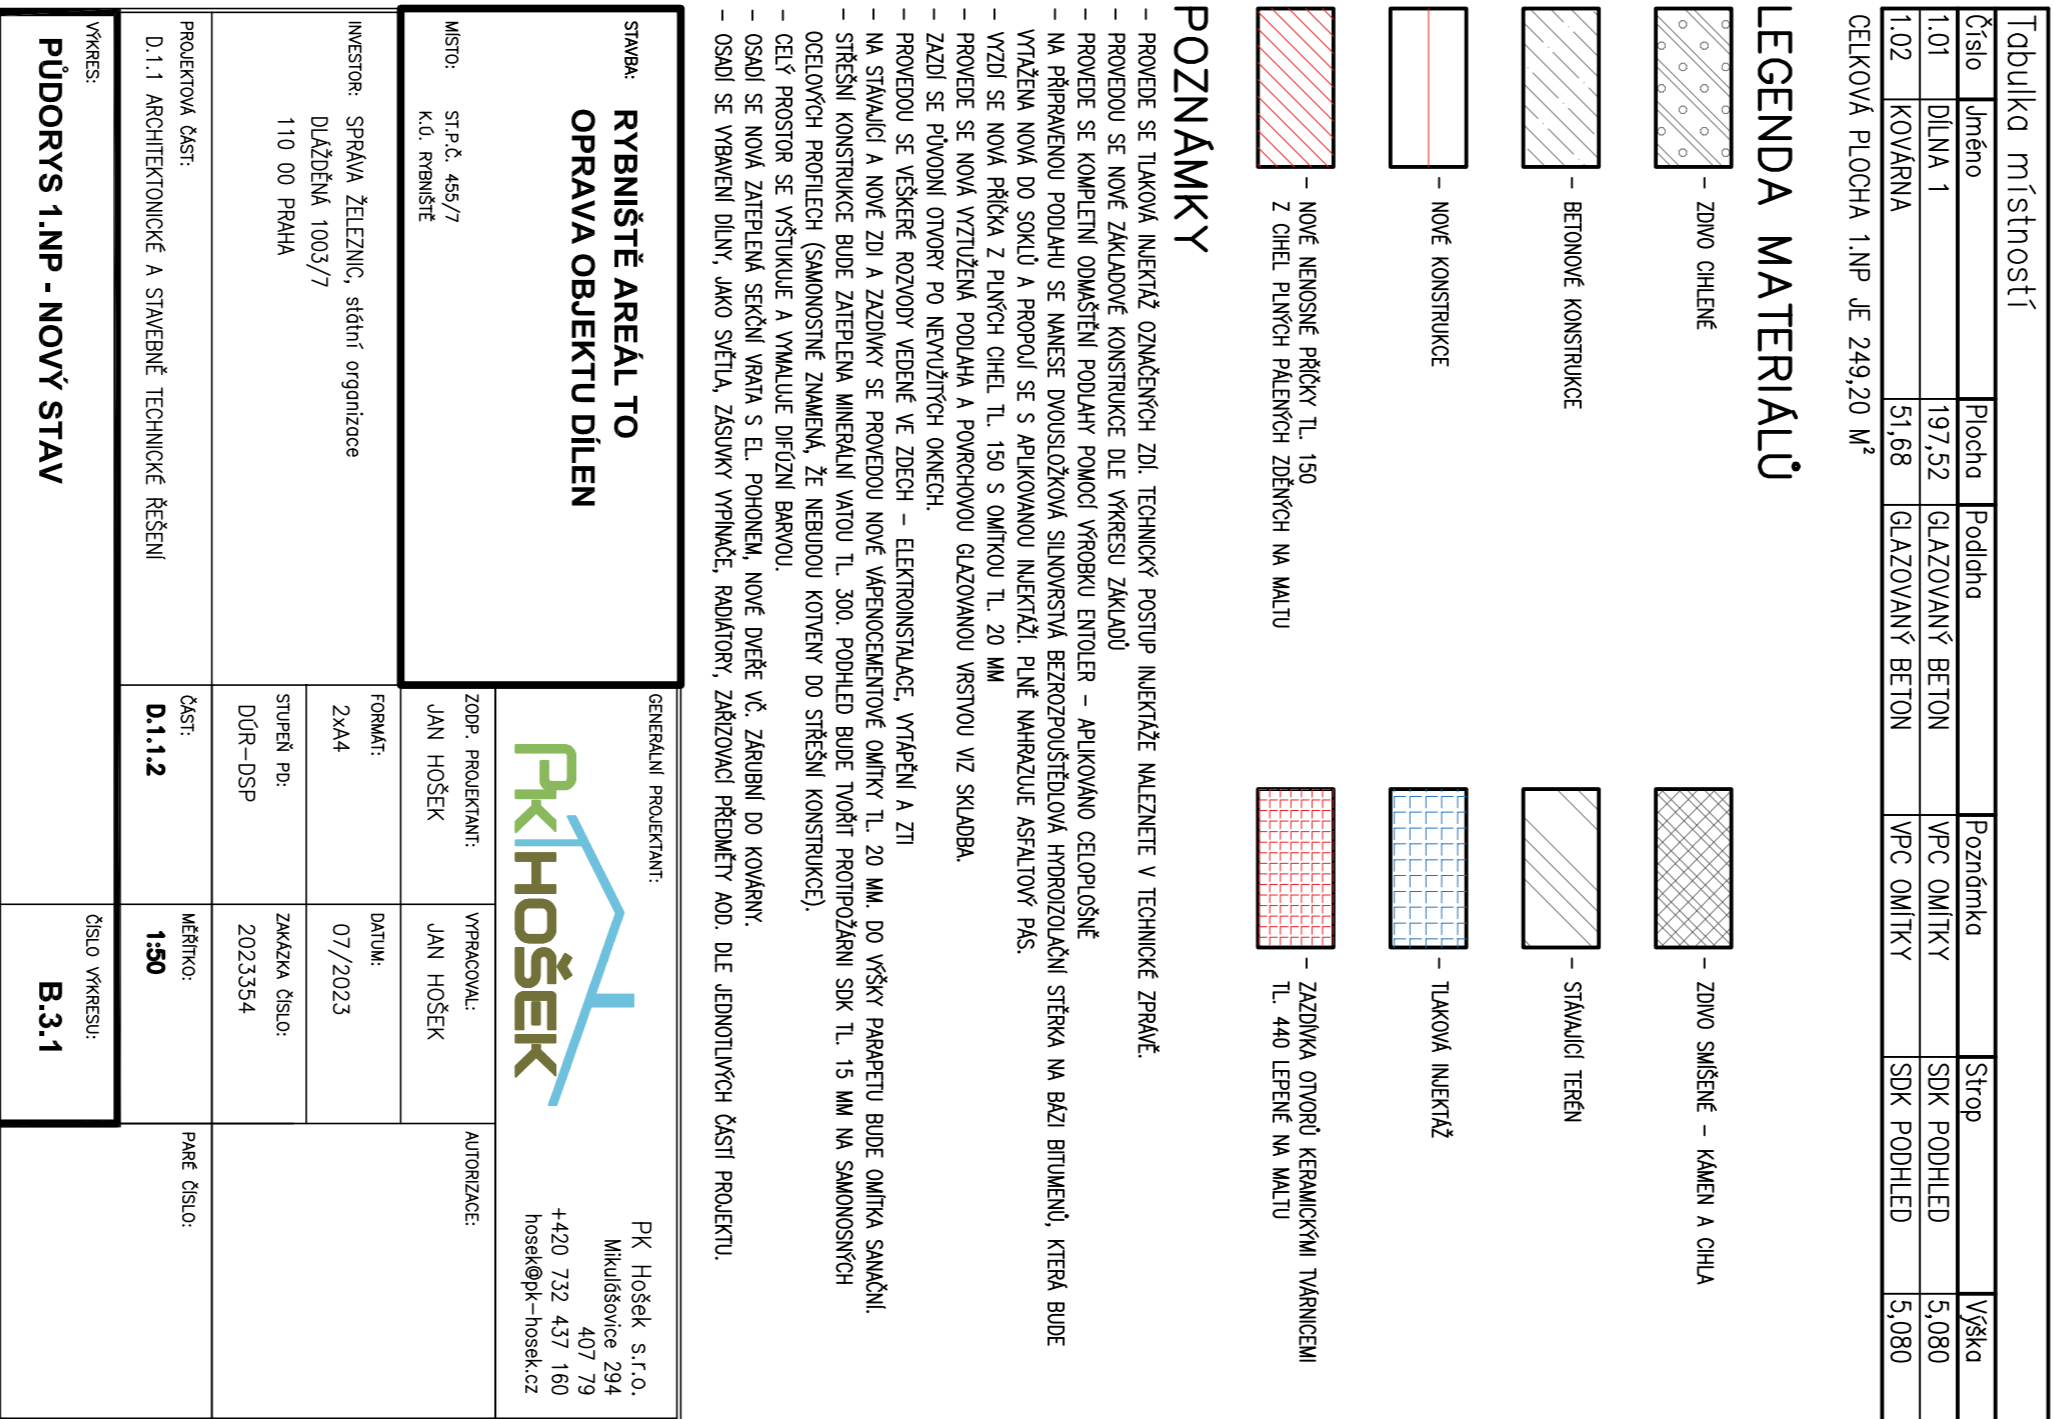 Tabulka místností
Číslo Jméno Plocha Podlaha Poznámka Strop Výška
1.01 DÍLNA 1 197,52 GLAZOVANÝ BETON VPC OMÍTKY SDK PODHLED 5,080
1.02 KOVÁRNA 51,68 GLAZOVANÝ BETON VPC OMÍTKY SDK PODHLED 5,080
CELKOVÁ PLOCHA 1.NP JE 249,20 M²
LEGENDA MATERIÁLŮ
- ZDIVO CIHLENÉ
- ZDIVO SMÍŠENÉ - KÁMEN A CIHLA
- BETONOVÉ KONSTRUKCE
- STÁVAJÍCÍ TERÉN
- NOVÉ KONSTRUKCE
- TLAKOVÁ INJEKTÁŽ
- NOVÉ NENOSNÉ PŘÍČKY TL. 150
Z CIHEL PLNÝCH PÁLENÝCH ZDĚNÝCH NA MALTU
- ZAZDÍVKA OTVORŮ KERAMICKÝMI TVÁRNICEMI
TL. 440 LEPENÉ NA MALTU
POZNÁMKY
- PROVEDE SE TLAKOVÁ INJEKTÁŽ OZNAČENÝCH ZDÍ. TECHNICKÝ POSTUP INJEKTÁŽE NALEZNETE V TECHNICKÉ ZPRÁVĚ.
- PROVEDOU SE NOVÉ ZÁKLADOVÉ KONSTRUKCE DLE VÝKRESU ZÁKLADŮ
- PROVEDE SE KOMPLETNÍ ODMAŠTĚNÍ PODLAHY POMOCÍ VÝROBKU ENTOLER - APLIKOVÁNO CELOPLOŠNĚ
- NA PŘIPRAVENOU PODLAHU SE NANESE DVOUSLOŽKOVÁ SILNOVRSTVÁ BEZROZPOUŠTĚDLOVÁ HYDROIZOLAČNÍ STĚRKA NA BÁZI BITUMENŮ, KTERÁ BUDE
VYTAŽENA NOVÁ DO SOKLŮ A PROPOJÍ SE S APLIKOVANOU INJEKTÁŽÍ. PLNĚ NAHRAZUJE ASFALTOVÝ PÁS.
- VYZDÍ SE NOVÁ PŘÍČKA Z PLNÝCH CIHEL TL. 150 S OMÍTKOU TL. 20 MM
- PROVEDE SE NOVÁ VYZTUŽENÁ PODLAHA A POVRCHOVOU GLAZOVANOU VRSTVOU VIZ SKLADBA.
- ZAZDÍ SE PŮVODNÍ OTVORY PO NEVYUŽITÝCH OKNECH.
- PROVEDOU SE VEŠKERÉ ROZVODY VEDENÉ VE ZDECH - ELEKTROINSTALACE, VYTÁPĚNÍ A ZTI
- NA STÁVAJÍCÍ A NOVÉ ZDI A ZAZDÍVKY SE PROVEDOU NOVÉ VÁPENOCEMENTOVÉ OMÍTKY TL. 20 MM. DO VÝŠKY PARAPETU BUDE OMÍTKA SANAČNÍ.
- STŘEŠNÍ KONSTRUKCE BUDE ZATEPLENA MINERÁLNÍ VATOU TL. 300. PODHLED BUDE TVOŘIT PROTIPOŽÁRNI SDK TL. 15 MM NA SAMONOSNÝCH
OCELOVÝCH PROFILECH (SAMONOSTNÉ ZNAMENÁ, ŽE NEBUDOU KOTVENY DO STŘEŠNÍ KONSTRUKCE).
- CELÝ PROSTOR SE VYŠTUKUJE A VYMALUJE DIFÚZNÍ BARVOU.
- OSADÍ SE NOVÁ ZATEPLENÁ SEKČNÍ VRATA S EL. POHONEM, NOVÉ DVEŘE VČ. ZÁRUBNÍ DO KOVÁRNY.
- OSADÍ SE VYBAVENÍ DÍLNY, JAKO SVĚTLA, ZÁSUVKY VYPÍNAČE, RADIÁTORY, ZAŘIZOVACÍ PŘEDMĚTY AOD. DLE JEDNOTLIVÝCH ČÁSTÍ PROJEKTU.
STAVBA: RYBNIŠTĚ AREÁL TO
OPRAVA OBJEKTU DÍLEN
MÍSTO: ST.P.Č. 455/7
K.Ú. RYBNIŠTĚ
GENERÁLNÍ PROJEKTANT:
PK HOŠEK
PK Hošek s.r.o.
Mikulášovice 294
407 79
+420 732 437 160
hosek@pk-hosek.cz
INVESTOR: SPRÁVA ŽELEZNIC, státní organizace
DLÁŽDĚNÁ 1003/7
110 00 PRAHA
ZODP. PROJEKTANT:
JAN HOŠEK
VYPRACOVAL:
JAN HOŠEK
AUTORIZACE:
FORMÁT:
2xA4
DATUM:
07/2023
STUPEŇ PD:
DÚR-DSP
ZAKÁZKA ČÍSLO:
2023354
PROJEKTOVÁ ČÁST:
D.1.1 ARCHITEKTONICKÉ A STAVEBNĚ TECHNICKÉ ŘEŠENÍ
ČÁST:
D.1.1.2
MĚŘÍTKO:
1:50
PARÉ ČÍSLO:
VÝKRES:
PŮDORYS 1.NP - NOVÝ STAV
ČÍSLO VÝKRESU:
B.3.1